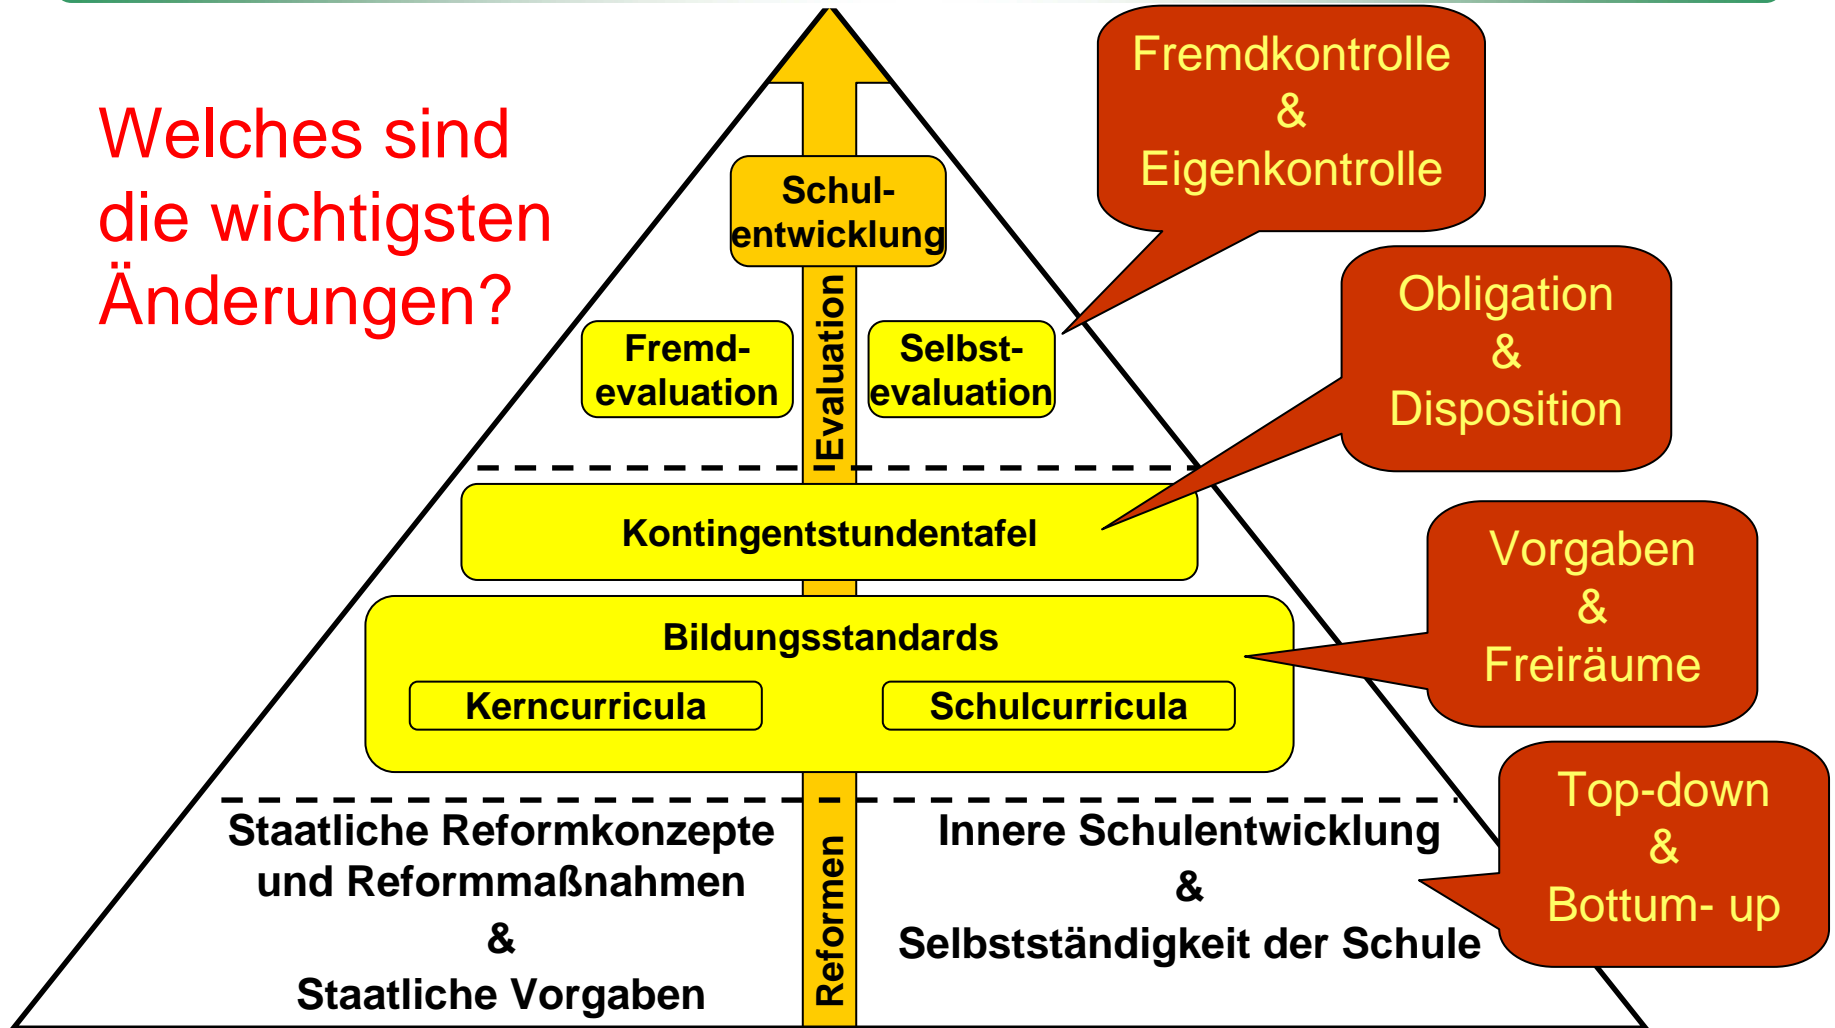 Welches sind
die wichtigsten
Änderungen?
Fremdkontrolle
&
Eigenkontrolle
Schul-
entwicklung
Evaluation
Fremd-
evaluation
Selbst-
evaluation
Obligation
&
Disposition
Kontingentstundentafel
Vorgaben
&
Freiräume
Bildungsstandards
Kerncurricula
Schulcurricula
Top-down
&
Bottum- up
Staatliche Reformkonzepte
und Reformmaßnahmen
&
Staatliche Vorgaben
Reformen
Innere Schulentwicklung
&
Selbstständigkeit der Schule